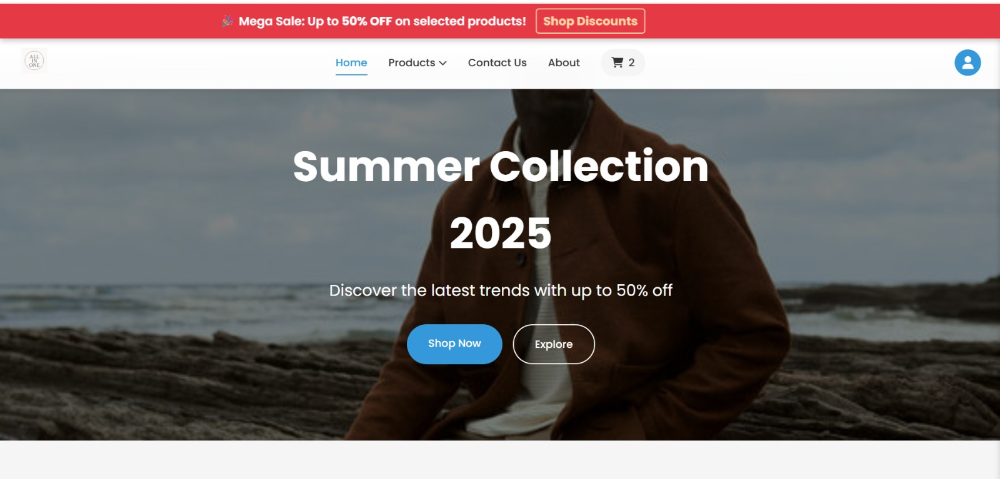 🎉 Mega Sale: Up to 50% OFF on selected products! Shop Discounts
ALL
IN
ONE
Home Products Contact Us About 2
Summer Collection
2025
Discover the latest trends with up to 50% off
Shop Now Explore